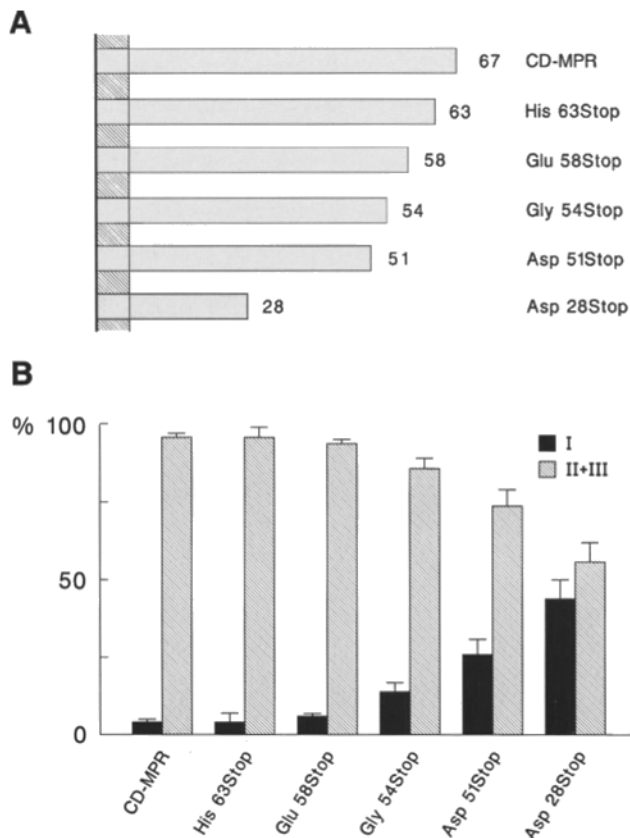 A
67 CD-MPR
63 His 63Stop
58 Glu 58Stop
54 Gly 54Stop
51 Asp 51Stop
28 Asp 28Stop
B
% 100
50
0
I
II+III
CD-MPR
His 63Stop
Glu 58Stop
Gly 54Stop
Asp 51Stop
Asp 28Stop